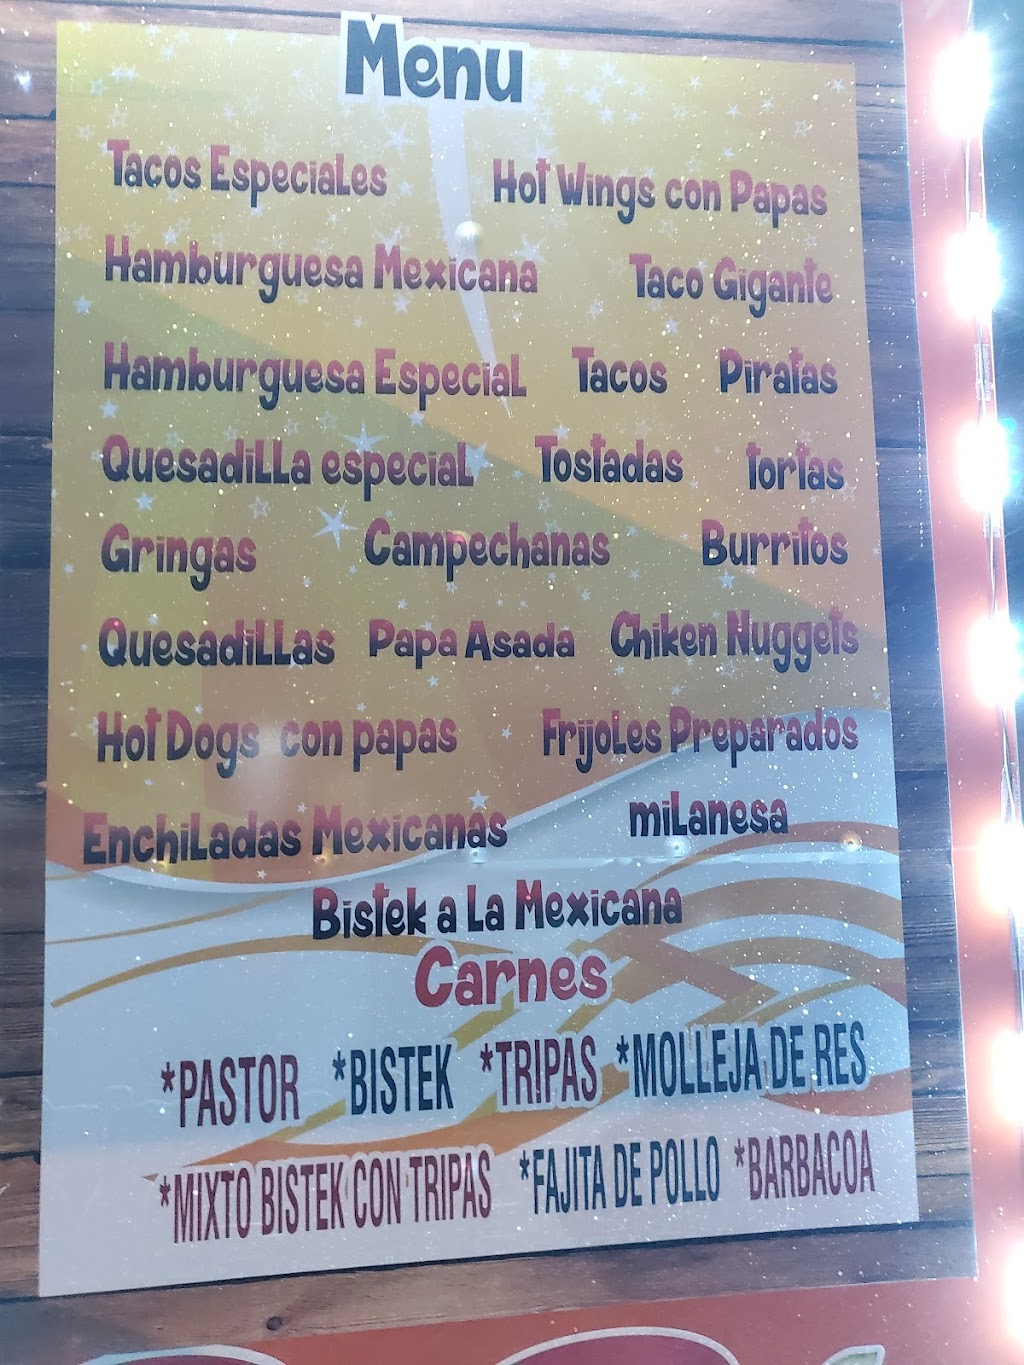 Menu
Tacos Especiales Hot Wings con Papas
Hamburguesa Mexicana Taco Gigante
Hamburguesa Especial Tacos Piratas
Quesadilla especial Tostadas tortas
Gringas Campechanas Burritos
Quesadillas Papa Asada Chiken Nuggets
Hot Dogs con papas Frijoles Preparados
Enchiladas Mexicanas milanesa
Bistek a la Mexicana
Carnes
*PASTOR *BISTEK *TRIPAS *MOLLEJA DE RES
*MIXTO BISTEK CON TRIPAS *FAJITA DE POLLO *BARBACOA